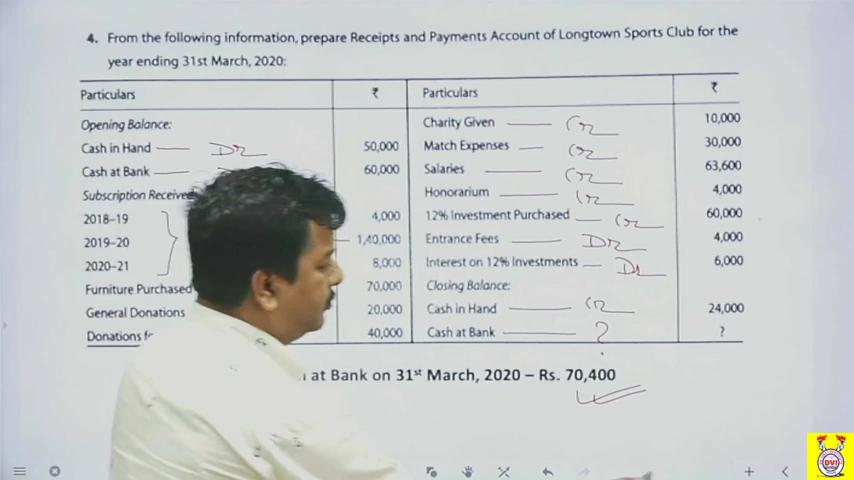 4. From the following information, prepare Receipts and Payments Account of Longtown Sports Club for the
year ending 31st March, 2020:
Particulars ₹ Particulars ₹
Opening Balance: Charity Given Cr 10,000
Cash in Hand Dr 50,000 Match Expenses Cr 30,000
Cash at Bank 60,000 Salaries Cr 63,600
Subscription Received Honorarium Cr 4,000
2018–19 4,000 12% Investment Purchased Cr 60,000
2019–20 1,40,000 Entrance Fees Dr 4,000
2020–21 8,000 Interest on 12% Investments Dr 6,000
Furniture Purchased 70,000 Closing Balance:
General Donations 20,000 Cash in Hand Cr 24,000
Donations 40,000 Cash at Bank ? ?
at Bank on 31st March, 2020 – Rs. 70,400
DVJ